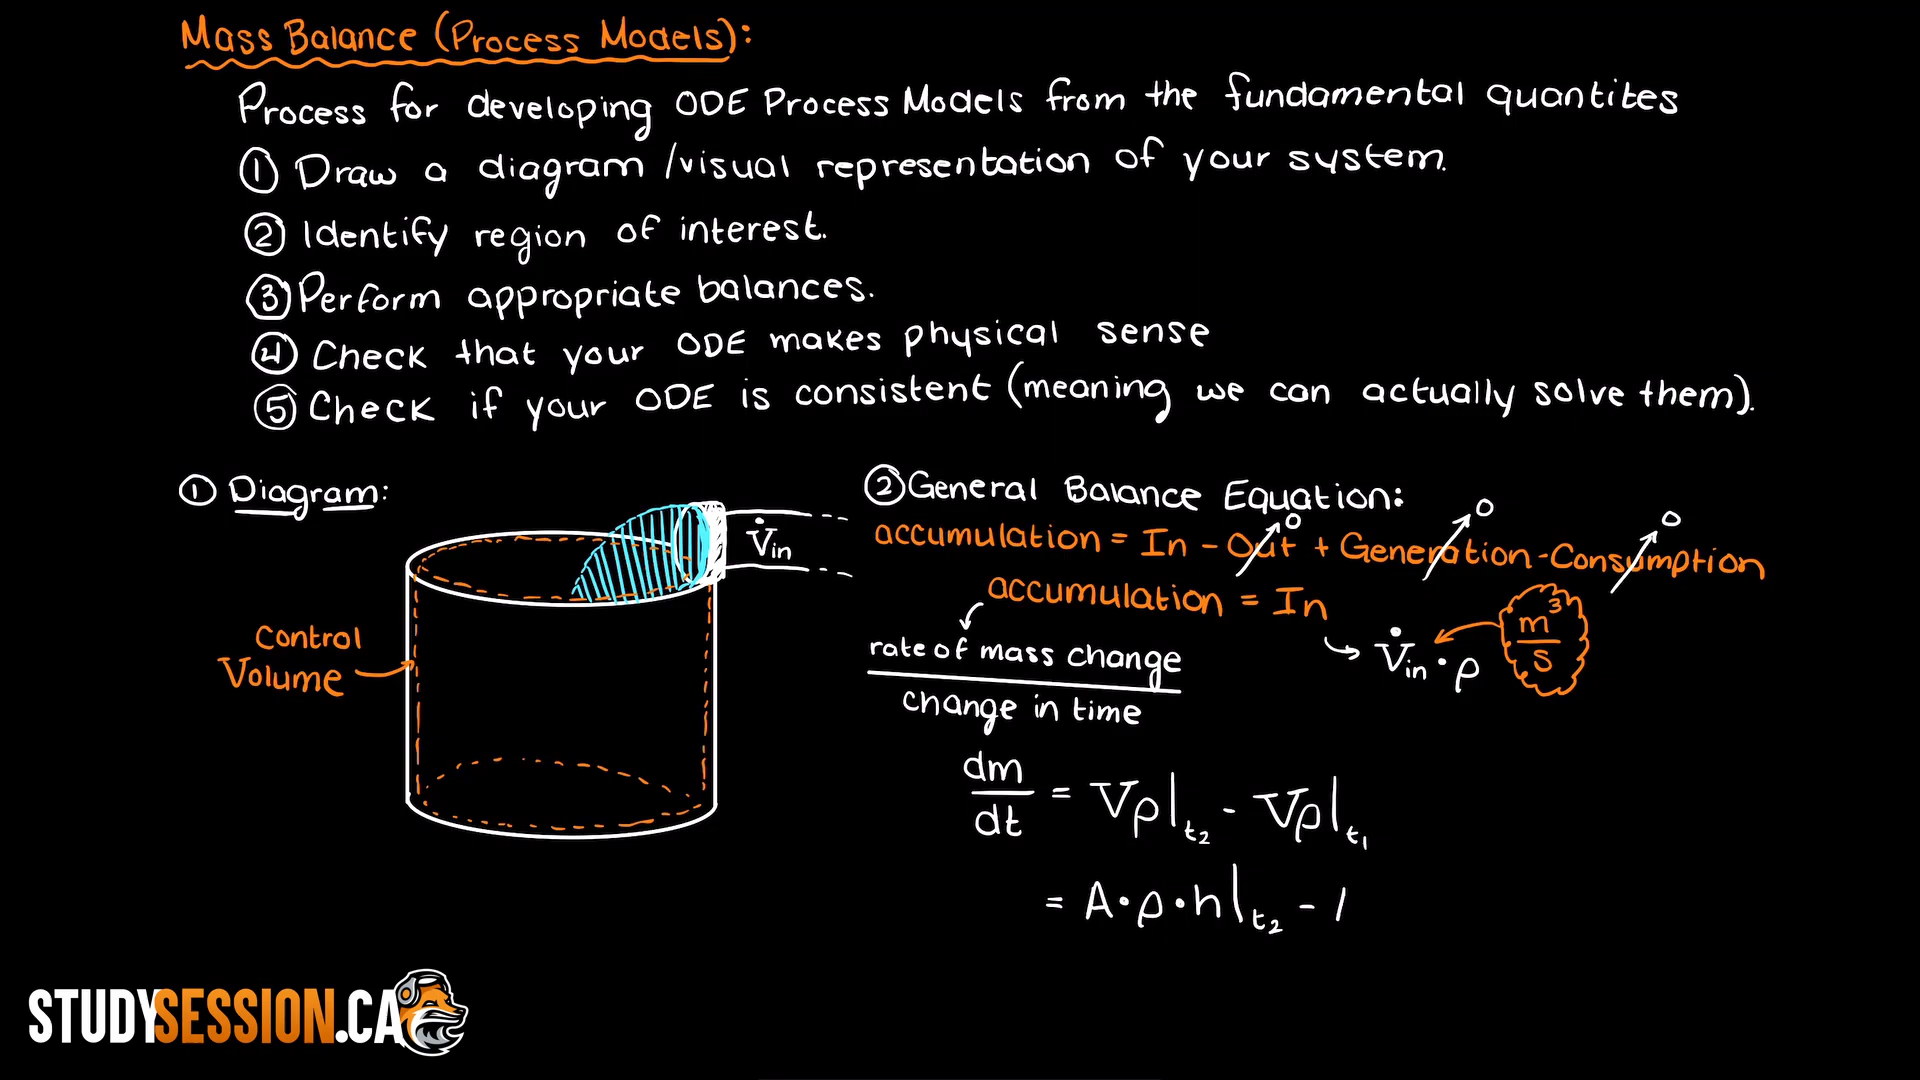 Mass Balance (Process Models):
Process for developing ODE Process Models from the fundamental quantites
① Draw a diagram /visual representation of your system.
② Identify region of interest.
③ Perform appropriate balances.
④ Check that your ODE makes physical sense
⑤ Check if your ODE is consistent (meaning we can actually solve them).
① Diagram:
V̇in
Control
Volume
② General Balance Equation:
0 0 0
accumulation = In - Out + Generation - Consumption
accumulation = In
rate of mass change
change in time
V̇in · ρ
m³
s
dm
dt
= Vρ|t₂ - Vρ|t₁
= A·ρ·h|t₂ - 1
STUDYSESSION.CA